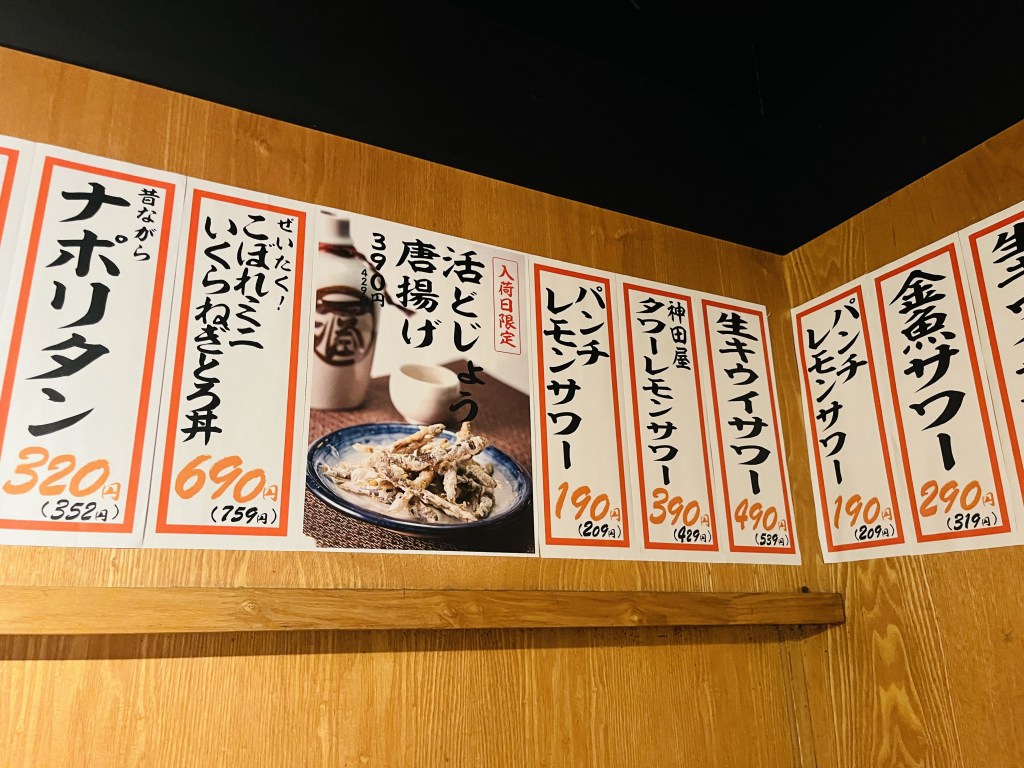 昔ながら
ナポリタン
320円
(352円)
ぜいたく!
こぼれミニ
いくらねぎとろ丼
690円
(759円)
入荷日限定
活どじょう
唐揚げ
390円
429円
パンチ
レモンサワー
190円
(209円)
神田屋
タワーレモンサワー
390円
(429円)
生キウイサワー
490円
(539円)
パンチ
レモンサワー
190円
(209円)
金魚サワー
290円
(319円)